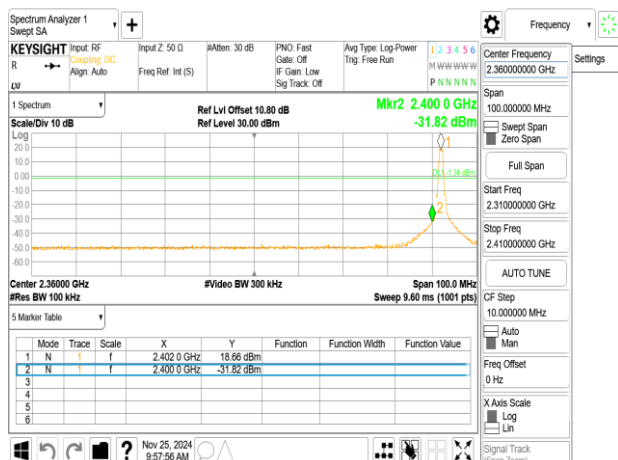 Spectrum Analyzer 1
Swept SA
Frequency
KEYSIGHT Input: RF Input Z: 50 Ω #Atten: 30 dB PNO: Fast Avg Type: Log-Power 1 2 3 4 5 6
R Coupling: DC Gate: Off Trig: Free Run M W W W W W
Align: Auto Freq Ref: Int (S) IF Gain: Low
Sig Track: Off P N N N N N
LXI
1 Spectrum
Ref Lvl Offset 10.80 dB Mkr2 2.400 0 GHz
Scale/Div 10 dB Ref Level 30.00 dBm -31.82 dBm
Log
20.0
10.0
0.00
-10.0
-20.0
-30.0
-40.0
-50.0
-60.0
1
DL1 -1.34 dBm
2
Center 2.36000 GHz #Video BW 300 kHz Span 100.0 MHz
#Res BW 100 kHz Sweep 9.60 ms (1001 pts)
5 Marker Table
Mode Trace Scale X Y Function Function Width Function Value
1 N 1 f 2.402 0 GHz 18.66 dBm
2 N 1 f 2.400 0 GHz -31.82 dBm
3
4
5
6
Nov 25, 2024
9:57:56 AM
Center Frequency
2.360000000 GHz
Settings
Span
100.000000 MHz
Swept Span
Zero Span
Full Span
Start Freq
2.310000000 GHz
Stop Freq
2.410000000 GHz
AUTO TUNE
CF Step
10.000000 MHz
Auto
Man
Freq Offset
0 Hz
X Axis Scale
Log
Lin
Signal Track
(Span Zoom)